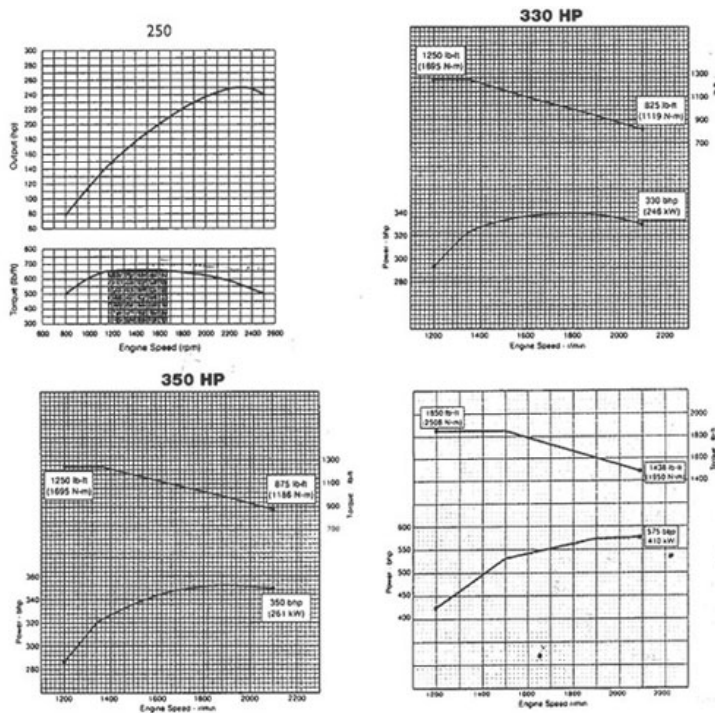 250
300
280
260
240
220
200
180
160
140
120
100
80
60
Output (hp)
800
700
600
500
400
300
Torque (lb/ft)
600 800 1000 1200 1400 1600 1800 2000 2200 2400 2600
Engine Speed (rpm)
330 HP
1250 lb-ft
(1695 N-m)
1300
1100
900
700
825 lb-ft
(1119 N-m)
340
320
300
280
Power - bhp
330 bhp
(246 kW)
1200 1400 1600 1800 2000 2200
Engine Speed - r/min
350 HP
1250 lb-ft
(1695 N-m)
1300
1100
900
700
Torque lb-ft
875 lb-ft
(1186 N-m)
360
340
320
300
280
Power - bhp
350 bhp
(261 kW)
1200 1400 1600 1800 2000 2200
Engine Speed - r/min
1850 lb-ft
(2508 N-m)
2000
1800
1600
1400
Torque lb-ft
(1950 N-m)
600
550
500
450
400
Power - bhp
575 bhp
410 kW
1200 1400 1600 1800 2000 2200
Engine Speed - r/min